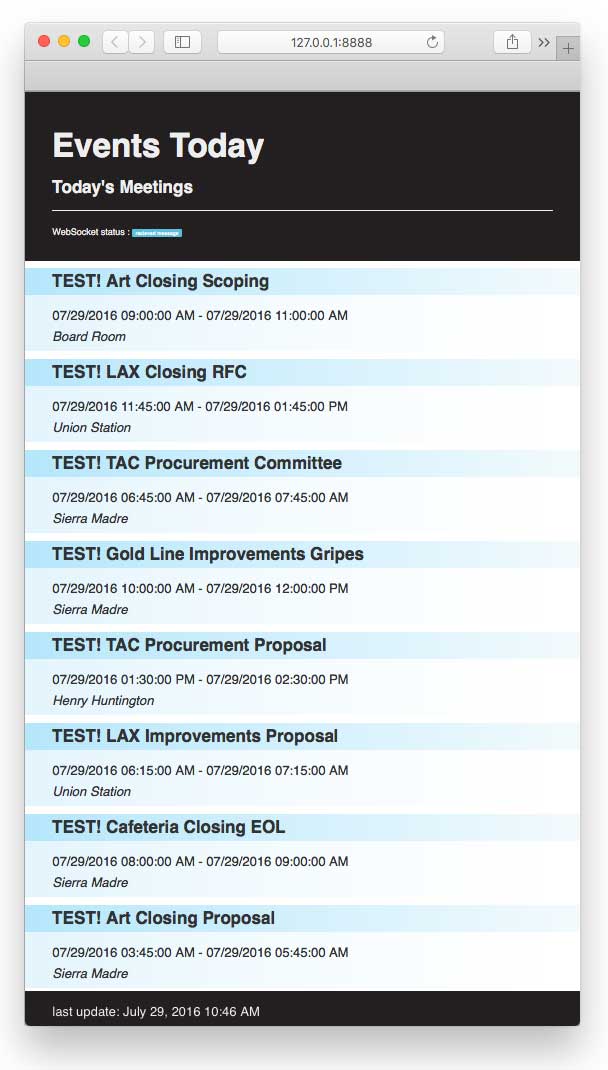 127.0.0.1:8888
Events Today
Today's Meetings
WebSocket status : recieved message
TEST! Art Closing Scoping
07/29/2016 09:00:00 AM - 07/29/2016 11:00:00 AM
Board Room
TEST! LAX Closing RFC
07/29/2016 11:45:00 AM - 07/29/2016 01:45:00 PM
Union Station
TEST! TAC Procurement Committee
07/29/2016 06:45:00 AM - 07/29/2016 07:45:00 AM
Sierra Madre
TEST! Gold Line Improvements Gripes
07/29/2016 10:00:00 AM - 07/29/2016 12:00:00 PM
Sierra Madre
TEST! TAC Procurement Proposal
07/29/2016 01:30:00 PM - 07/29/2016 02:30:00 PM
Henry Huntington
TEST! LAX Improvements Proposal
07/29/2016 06:15:00 AM - 07/29/2016 07:15:00 AM
Union Station
TEST! Cafeteria Closing EOL
07/29/2016 08:00:00 AM - 07/29/2016 09:00:00 AM
Sierra Madre
TEST! Art Closing Proposal
07/29/2016 03:45:00 AM - 07/29/2016 05:45:00 AM
Sierra Madre
last update: July 29, 2016 10:46 AM